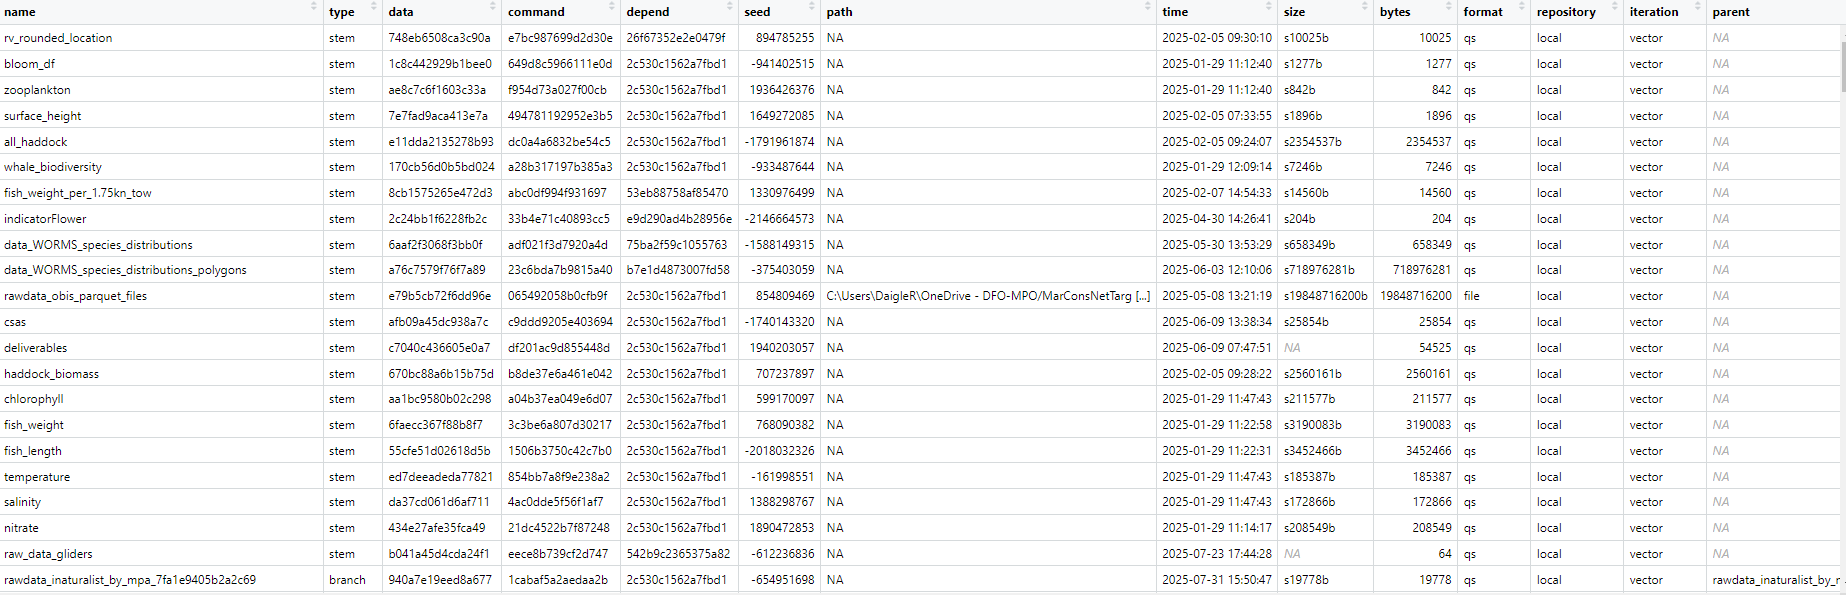 name type data command depend seed path time size bytes format repository iteration parent
rv_rounded_location stem 748eb6508ca3c90a e7bc987699d2d30e 26f67352e2e0479f 894785255 NA 2025-02-05 09:30:10 s10025b 10025 qs local vector NA
bloom_df stem 1c8c442929b1bee0 649d8c5966111e0d 2c530c1562a7fbd1 -941402515 NA 2025-01-29 11:12:40 s1277b 1277 qs local vector NA
zooplankton stem ae8c7c6f1603c33a f954d73a027f00cb 2c530c1562a7fbd1 1936426376 NA 2025-01-29 11:12:40 s842b 842 qs local vector NA
surface_height stem 7e7fad9aca413e7a 494781192952e3b5 2c530c1562a7fbd1 1649272085 NA 2025-02-05 07:33:55 s1896b 1896 qs local vector NA
all_haddock stem e11dda2135278b93 dc0a4a6832be54c5 2c530c1562a7fbd1 -1791961874 NA 2025-02-05 09:24:07 s2354537b 2354537 qs local vector NA
whale_biodiversity stem 170cb56d0b5bd024 a28b317197b385a3 2c530c1562a7fbd1 -933487644 NA 2025-01-29 12:09:14 s7246b 7246 qs local vector NA
fish_weight_per_1.75kn_tow stem 8cb1575265e472d3 abc0df994f931697 53eb88758af85470 1330976499 NA 2025-02-07 14:54:33 s14560b 14560 qs local vector NA
indicatorFlower stem 2c24bb1f6228fb2c 33b4e71c40893cc5 e9d290ad4b28956e -2146664573 NA 2025-04-30 14:26:41 s204b 204 qs local vector NA
data_WORMS_species_distributions stem 6aaf2f3068f3bb0f adf021f3d7920a4d 75ba2f59c1055763 -1588149315 NA 2025-05-30 13:53:29 s658349b 658349 qs local vector NA
data_WORMS_species_distributions_polygons stem a76c7579f76f7a89 23c6bda7b9815a40 b7e1d4873007fd58 -375403059 NA 2025-06-03 12:10:06 s718976281b 718976281 qs local vector NA
rawdata_obis_parquet_files stem e79b5cb72f6dd96e 065492058b0cfb9f 2c530c1562a7fbd1 854809469 C:\Users\DaigleR\OneDrive - DFO-MPO/MarConsNetTarg [...] 2025-05-08 13:21:19 s19848716200b 19848716200 file local vector NA
csas stem afb09a45dc938a7c c9ddd9205e403694 2c530c1562a7fbd1 -1740143320 NA 2025-06-09 13:38:34 s25854b 25854 qs local vector NA
deliverables stem c7040c436605e0a7 df201ac9d855448d 2c530c1562a7fbd1 1940203057 NA 2025-06-09 07:47:51 NA 54525 qs local vector NA
haddock_biomass stem 670bc88a6b15b75d b8de37e6a461e042 2c530c1562a7fbd1 707237897 NA 2025-02-05 09:28:22 s2560161b 2560161 qs local vector NA
chlorophyll stem aa1bc9580b02c298 a04b37ea049e6d07 2c530c1562a7fbd1 599170097 NA 2025-01-29 11:47:43 s211577b 211577 qs local vector NA
fish_weight stem 6faecc367f88b8f7 3c3be6a807d30217 2c530c1562a7fbd1 768090382 NA 2025-01-29 11:22:58 s3190083b 3190083 qs local vector NA
fish_length stem 55cfe51d02618d5b 1506b3750c42c7b0 2c530c1562a7fbd1 -2018032326 NA 2025-01-29 11:22:31 s3452466b 3452466 qs local vector NA
temperature stem ed7deeadeda77821 854bb7a8f9e238a2 2c530c1562a7fbd1 -161998551 NA 2025-01-29 11:47:43 s185387b 185387 qs local vector NA
salinity stem da37cd061d6af711 4ac0dde5f56f1af7 2c530c1562a7fbd1 1388298767 NA 2025-01-29 11:47:43 s172866b 172866 qs local vector NA
nitrate stem 434e27afe35fca49 21dc4522b7f87248 2c530c1562a7fbd1 1890472853 NA 2025-01-29 11:14:17 s208549b 208549 qs local vector NA
raw_data_gliders stem b041a45d4cda24f1 eece8b739cf2d747 542b9c2365375a82 -612236836 NA 2025-07-23 17:44:28 NA 64 qs local vector NA
rawdata_inaturalist_by_mpa_7fa1e9405b2a2c69 branch 940a7e19eed8a677 1cabaf5a2aedaa2b 2c530c1562a7fbd1 -654951698 NA 2025-07-31 15:50:47 s19778b 19778 qs local vector rawdata_inaturalist_by_r